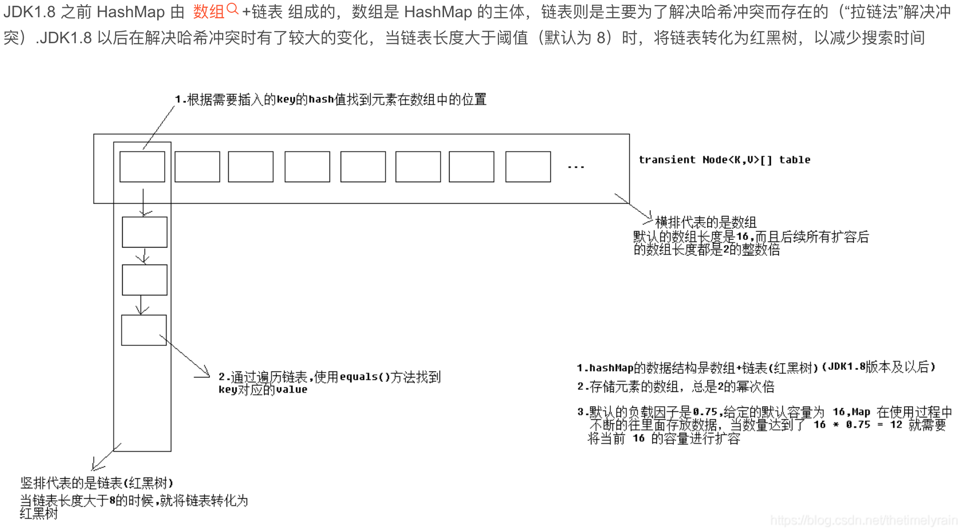 JDK1.8 之前 HashMap 由 数组 +链表 组成的，数组是 HashMap 的主体，链表则是主要为了解决哈希冲突而存在的（“拉链法”解决冲
突）.JDK1.8 以后在解决哈希冲突时有了较大的变化，当链表长度大于阈值（默认为 8）时，将链表转化为红黑树，以减少搜索时间
1.根据需要插入的key的hash值找到元素在数组中的位置
...
transient Node<K,V>[] table
横排代表的是数组
默认的数组长度是16,而且后续所有扩容后
的数组长度都是2的整数倍
2.通过遍历链表,使用equals()方法找到
key对应的value
1.hashMap的数据结构是数组+链表(红黑树)(JDK1.8版本及以后)
2.存储元素的数组，总是2的幂次倍
3.默认的负载因子是0.75,给定的默认容量为 16,Map 在使用过程中
不断的往里面存放数据，当数量达到了 16 * 0.75 = 12 就需要
将当前 16 的容量进行扩容
竖排代表的是链表(红黑树)
当链表长度大于8的时候,就将链表转化为
红黑树
https://blog.csdn.net/thetimelyrain